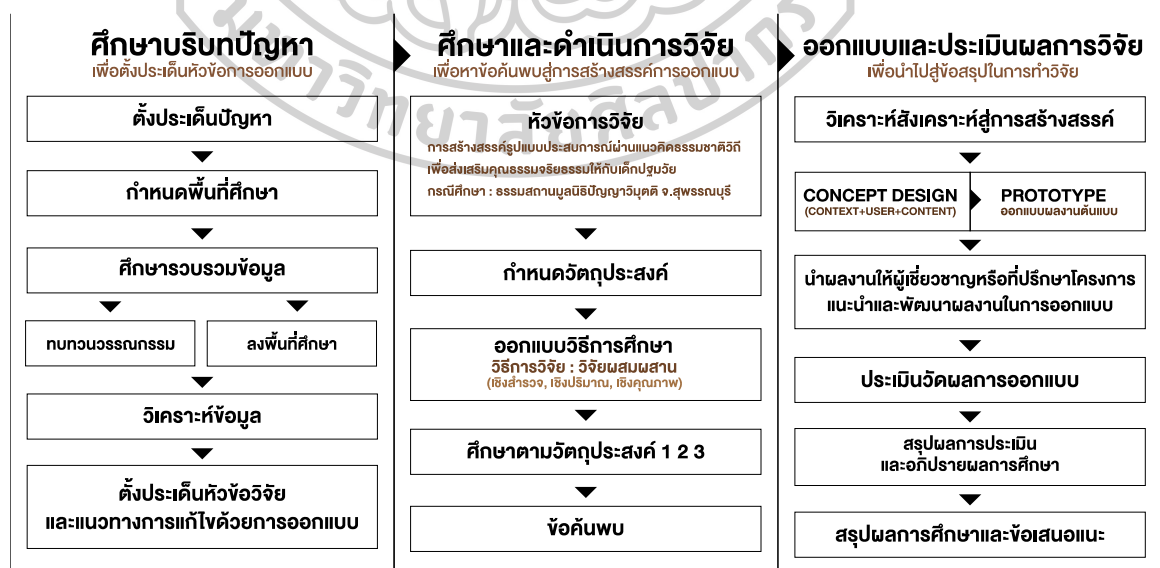 ศึกษาบริบทปัญหา
เพื่อตั้งประเด็นหัวข้อการออกแบบ
ตั้งประเด็นปัญหา
กำหนดพื้นที่ศึกษา
ศึกษารวบรวมข้อมูล
ทบทวนวรรณกรรม
ลงพื้นที่ศึกษา
วิเคราะห์ข้อมูล
ตั้งประเด็นหัวข้อวิจัย
และแนวทางการแก้ไขด้วยการออกแบบ
ศึกษาและดำเนินการวิจัย
เพื่อหาข้อค้นพบสู่การสร้างสรรค์การออกแบบ
หัวข้อการวิจัย
การสร้างสรรค์รูปแบบประสบการณ์ผ่านแนวคิดธรรมชาติวิถี
เพื่อส่งเสริมคุณธรรมจริยธรรมให้กับเด็กปฐมวัย
กรณีศึกษา : ธรรมสถานมูลนิธิปัญญาวิมุตติ จ.สุพรรณบุรี
กำหนดวัตถุประสงค์
ออกแบบวิธีการศึกษา
วิธีการวิจัย : วิจัยผสมผสาน
(เชิงสำรวจ, เชิงปริมาณ, เชิงคุณภาพ)
ศึกษาตามวัตถุประสงค์ 1 2 3
ข้อค้นพบ
ออกแบบและประเมินผลการวิจัย
เพื่อนำไปสู่ข้อสรุปในการทำวิจัย
วิเคราะห์สังเคราะห์สู่การสร้างสรรค์
CONCEPT DESIGN
(CONTEXT+USER+CONTENT)
PROTOTYPE
ออกแบบผลงานต้นแบบ
นำผลงานให้ผู้เชี่ยวชาญหรือที่ปรึกษาโครงการ
แนะนำและพัฒนาผลงานในการออกแบบ
ประเมินวัดผลการออกแบบ
สรุปผลการประเมิน
และอภิปรายผลการศึกษา
สรุปผลการศึกษาและข้อเสนอแนะ
มหาวิทยาลัยศิลปากร